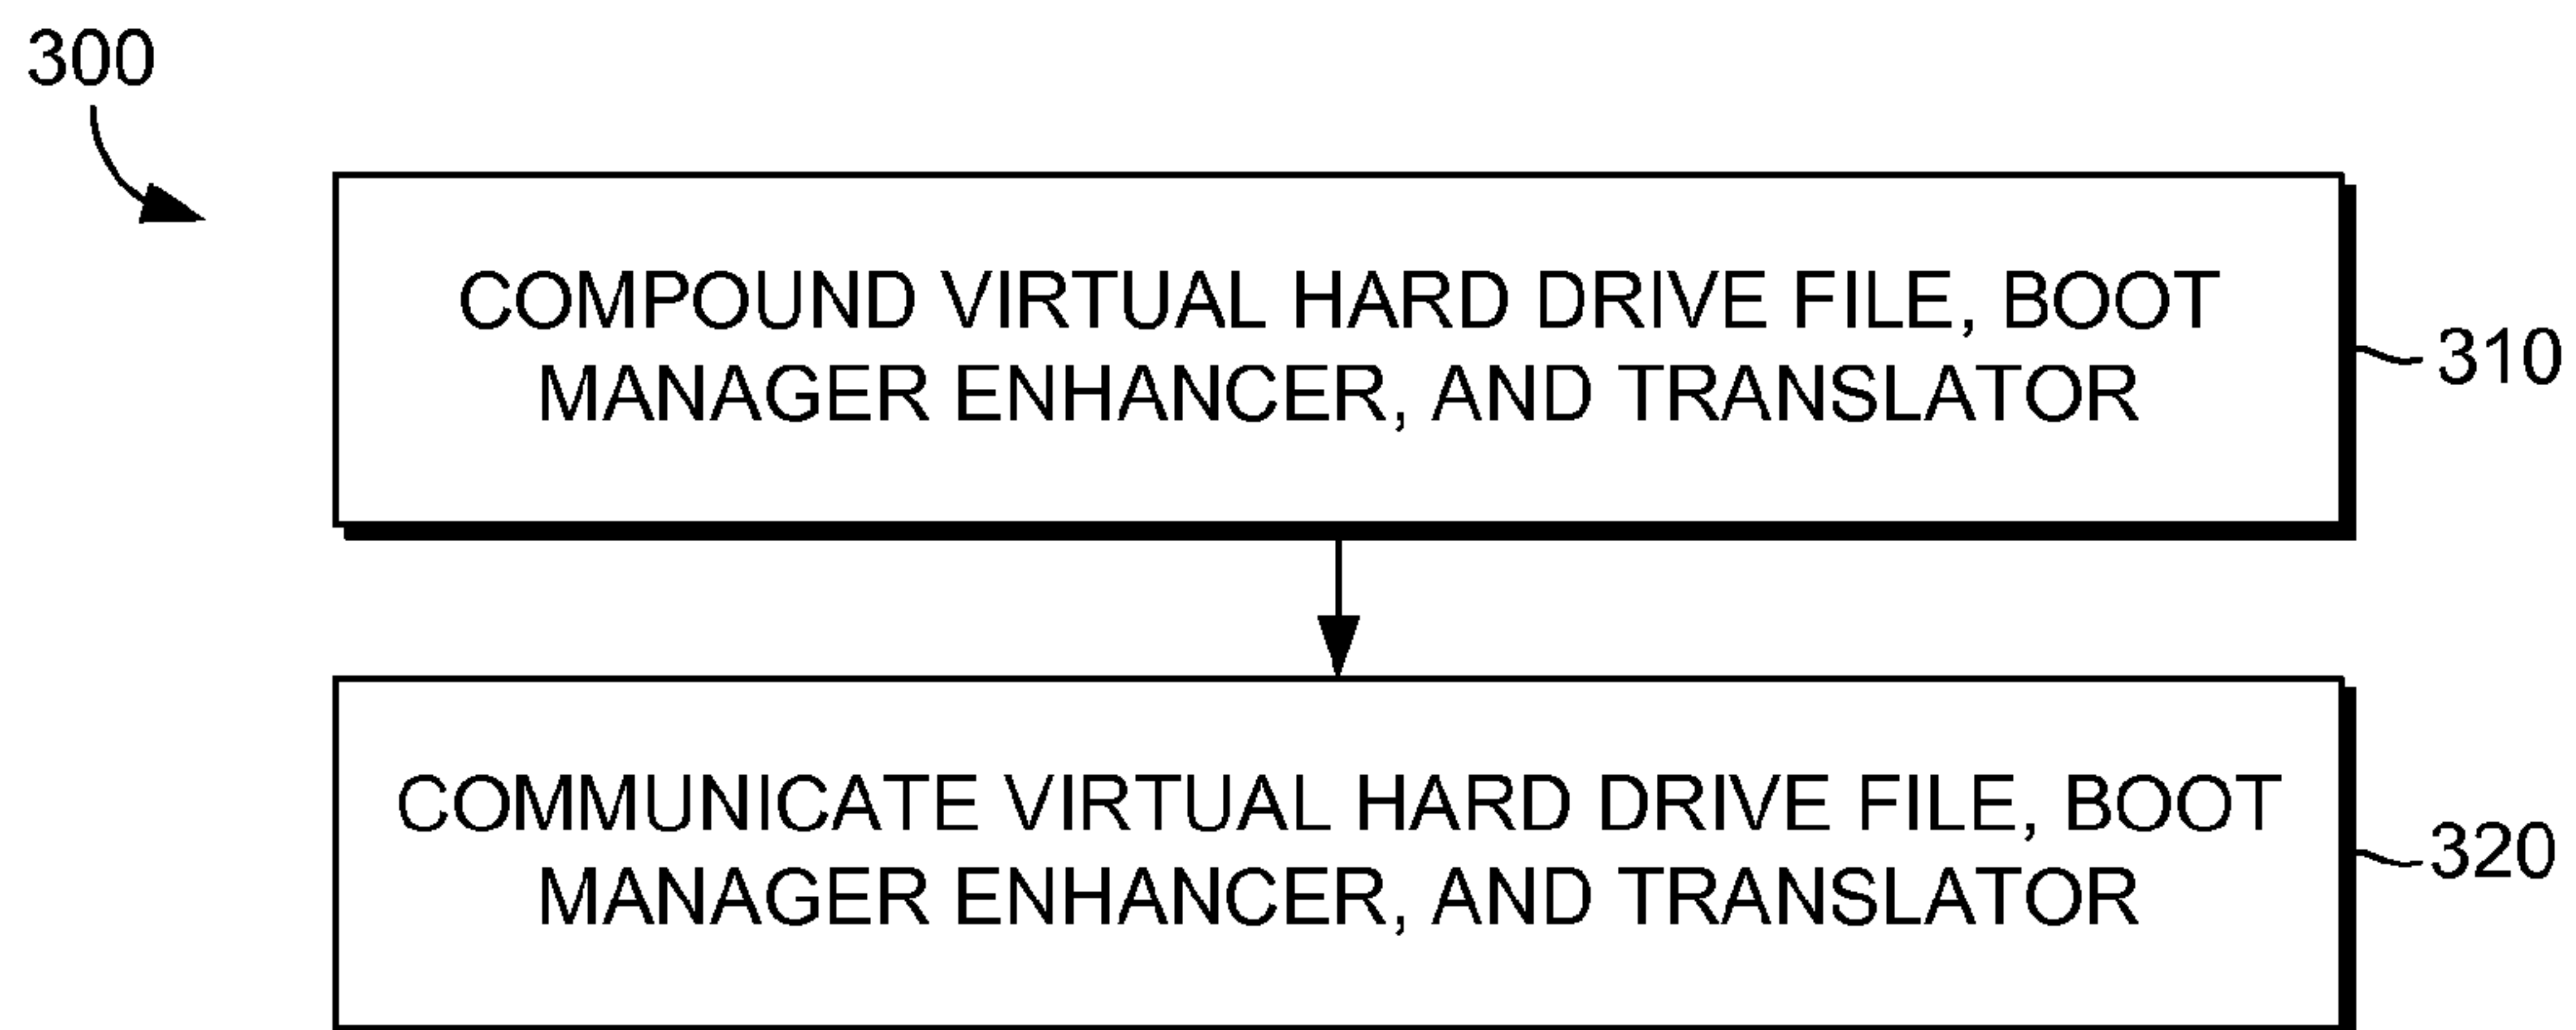 300
COMPOUND VIRTUAL HARD DRIVE FILE, BOOT
MANAGER ENHANCER, AND TRANSLATOR
310
COMMUNICATE VIRTUAL HARD DRIVE FILE, BOOT
MANAGER ENHANCER, AND TRANSLATOR
320